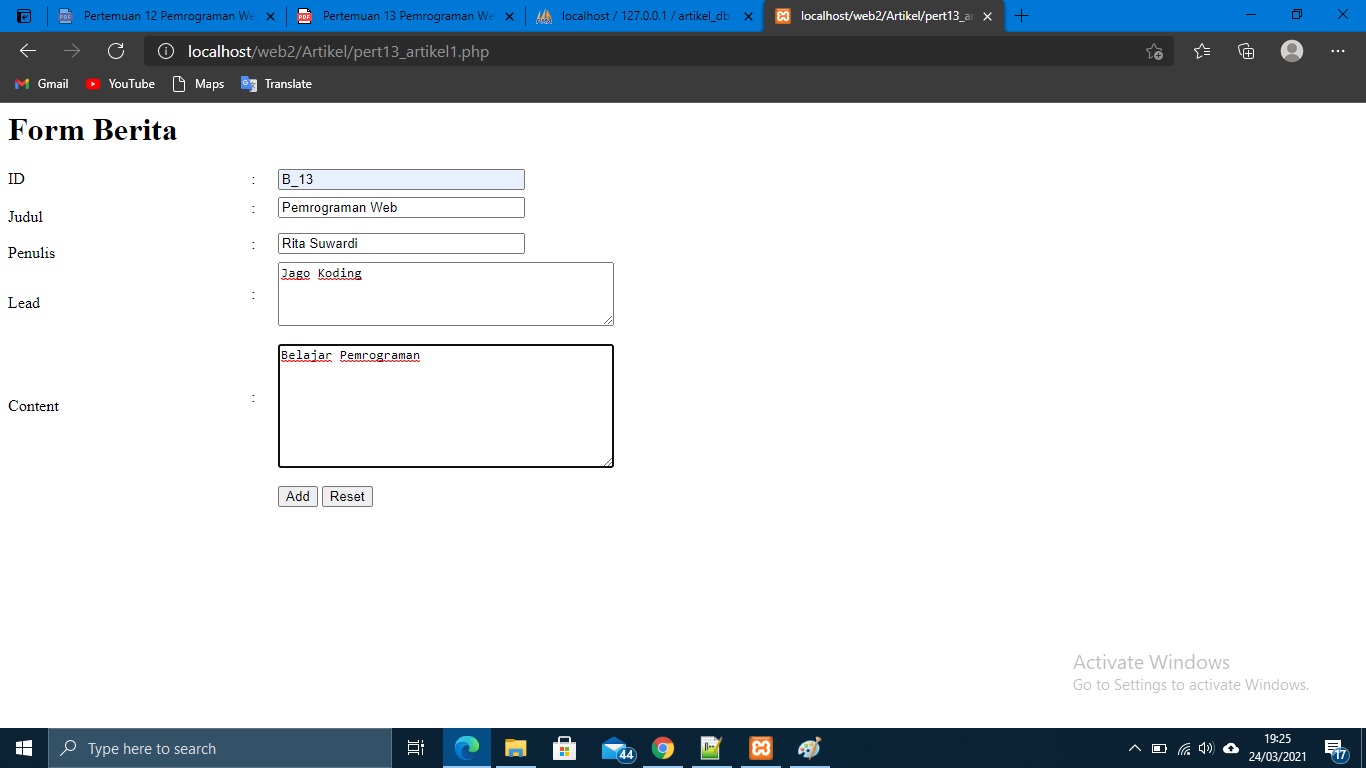 Pertemuan 12 Pemrograman We
Pertemuan 13 Pemrograman We
localhost / 127.0.0.1 / artikel_db
localhost/web2/Artikel/pert13_a
localhost/web2/Artikel/pert13_artikel1.php
Gmail
YouTube
Maps
Translate
Form Berita
ID : B_13
Judul : Pemrograman Web
Penulis : Rita Suwardi
Lead : Jago Koding
Content : Belajar Pemrograman
Add Reset
Activate Windows
Go to Settings to activate Windows.
Type here to search
44
19:25
24/03/2021
17